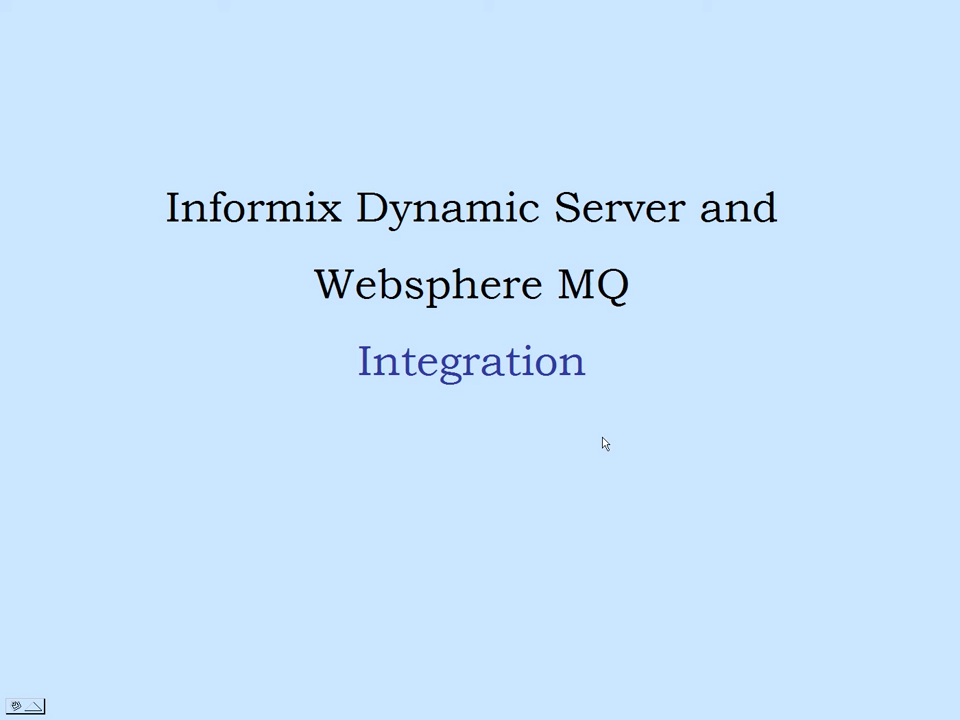 Informix Dynamic Server and
Websphere MQ
Integration